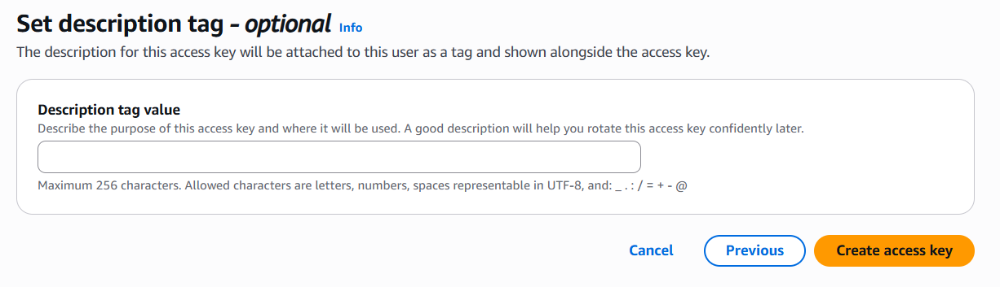 Set description tag - optional Info
The description for this access key will be attached to this user as a tag and shown alongside the access key.
Description tag value
Describe the purpose of this access key and where it will be used. A good description will help you rotate this access key confidently later.
Maximum 256 characters. Allowed characters are letters, numbers, spaces representable in UTF-8, and: _ . : / = + - @
Cancel Previous Create access key